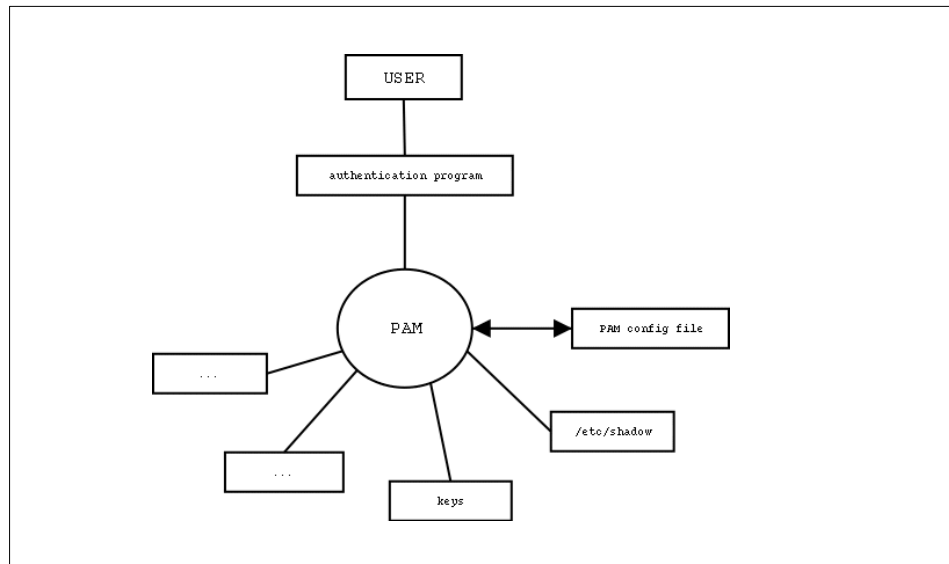 USER
authentication program
PAM
PAM config file
...
/etc/shadow
...
keys